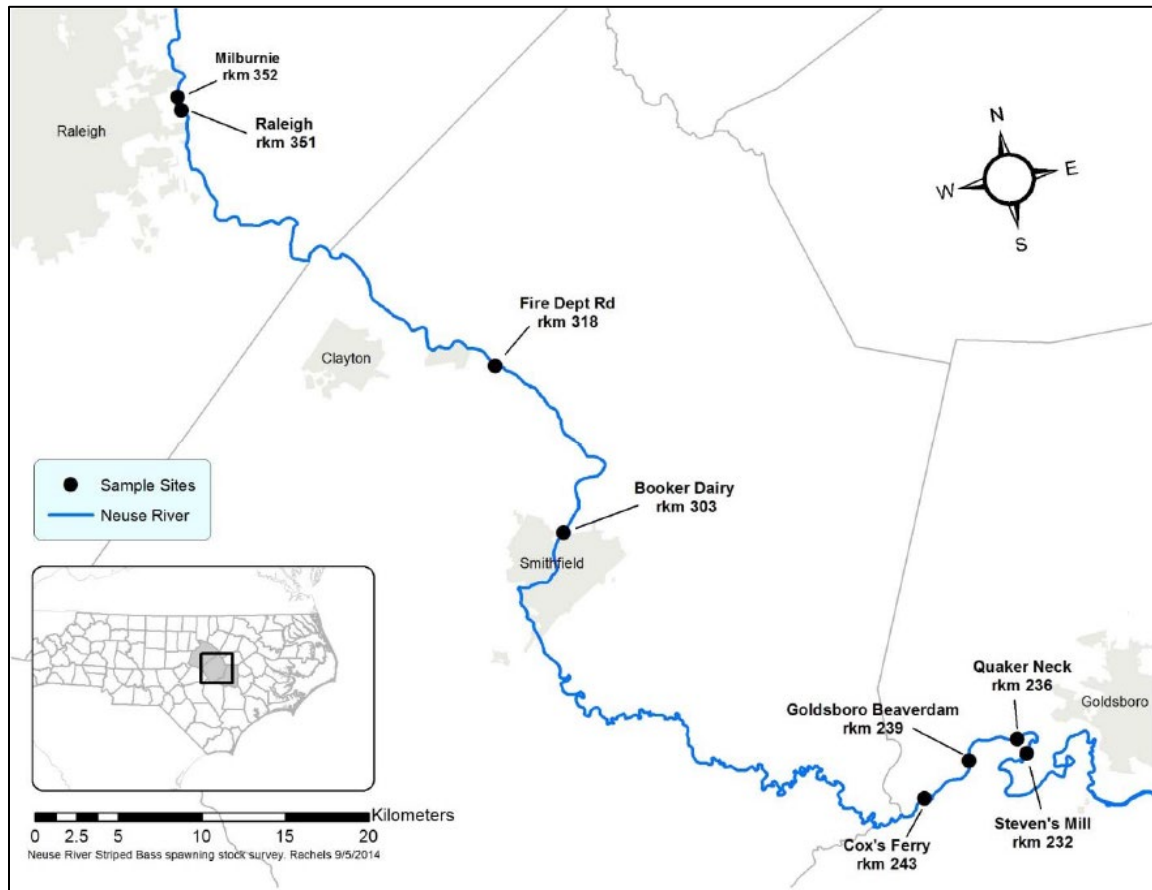 Milburnie
rkm 352
Raleigh
Raleigh
rkm 351
N
W
E
S
Fire Dept Rd
rkm 318
Clayton
Sample Sites
Neuse River
Booker Dairy
rkm 303
Smithfield
Quaker Neck
rkm 236
Goldsboro Beaverdam
rkm 239
Goldsboro
Steven's Mill
rkm 232
Cox's Ferry
rkm 243
Kilometers
0 2.5 5 10 15 20
Neuse River Striped Bass spawning stock survey. Rachels 9/5/2014